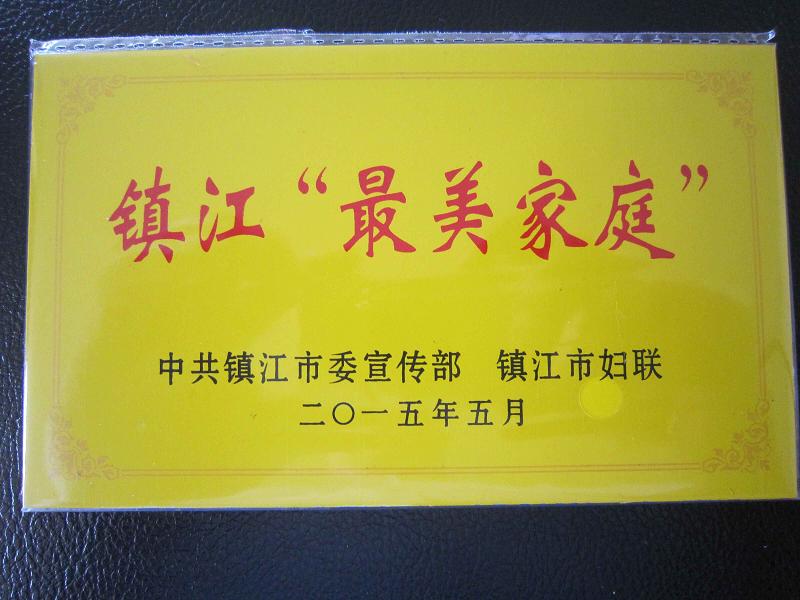 镇江“最美家庭”
中共镇江市委宣传部 镇江市妇联
二〇一五年五月